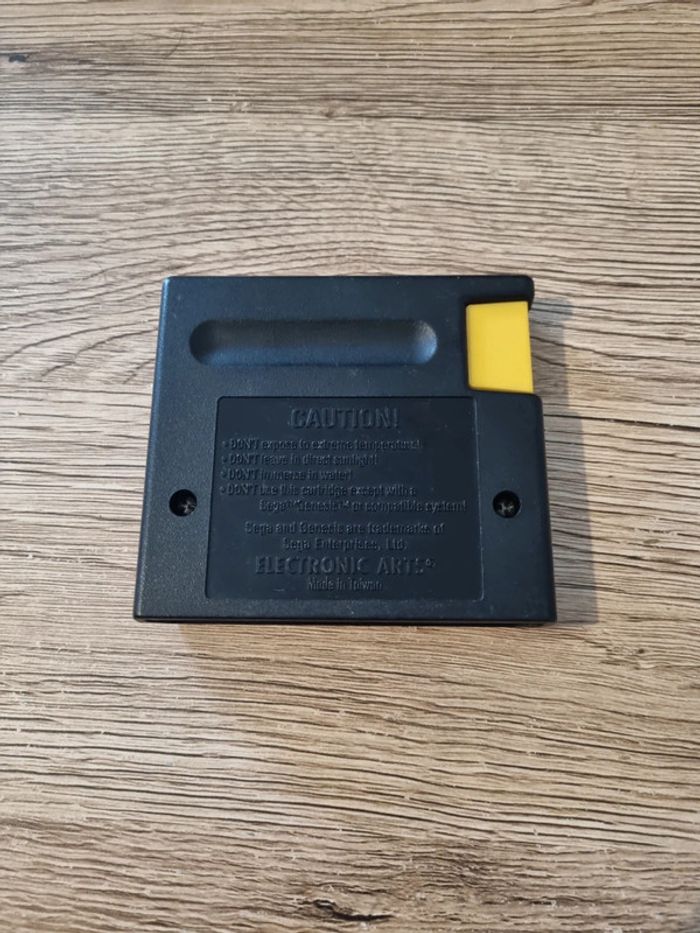 CAUTION!
• DON'T expose to extreme temperatures!
• DON'T leave in direct sunlight!
• DON'T immerse in water!
• DON'T use this cartridge except with a
Sega™ Genesis™ or compatible system!
Sega and Genesis are trademarks of
Sega Enterprises, Ltd.
ELECTRONIC ARTS®
Made in Taiwan